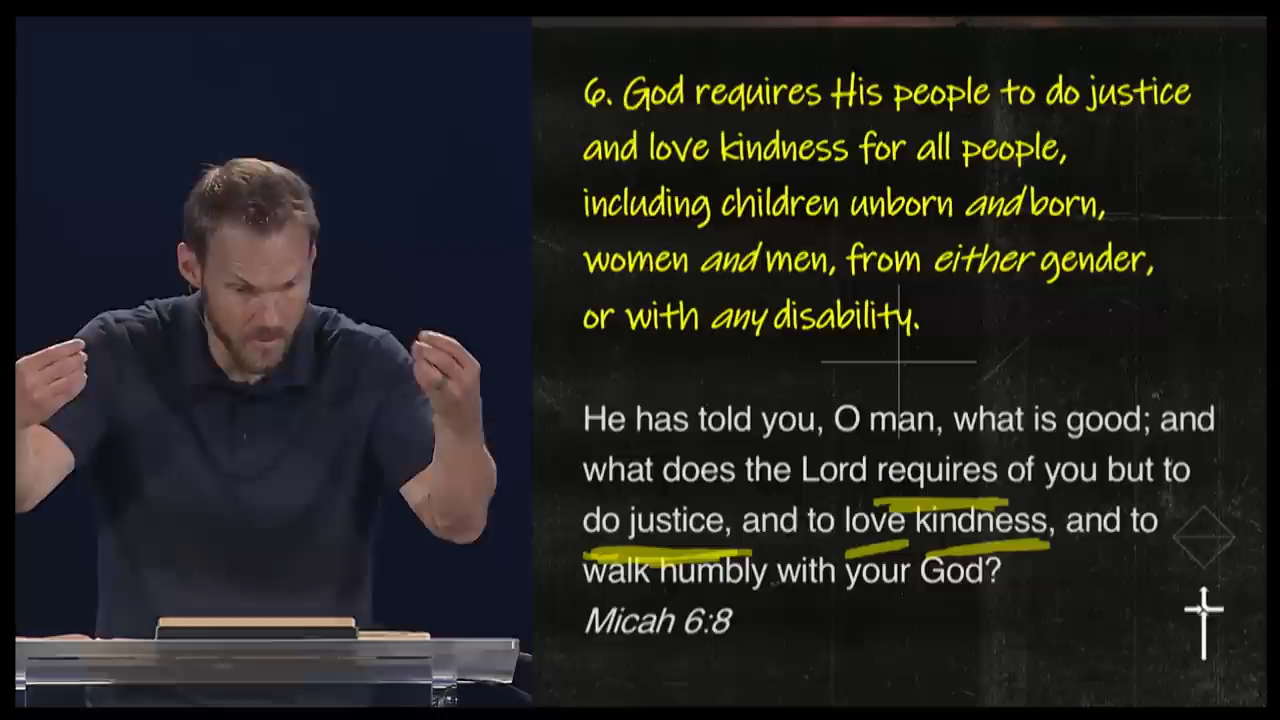 6. God requires His people to do justice
and love kindness for all people,
including children unborn and born,
women and men, from either gender,
or with any disability.
He has told you, O man, what is good; and
what does the Lord requires of you but to
do justice, and to love kindness, and to
walk humbly with your God?
Micah 6:8